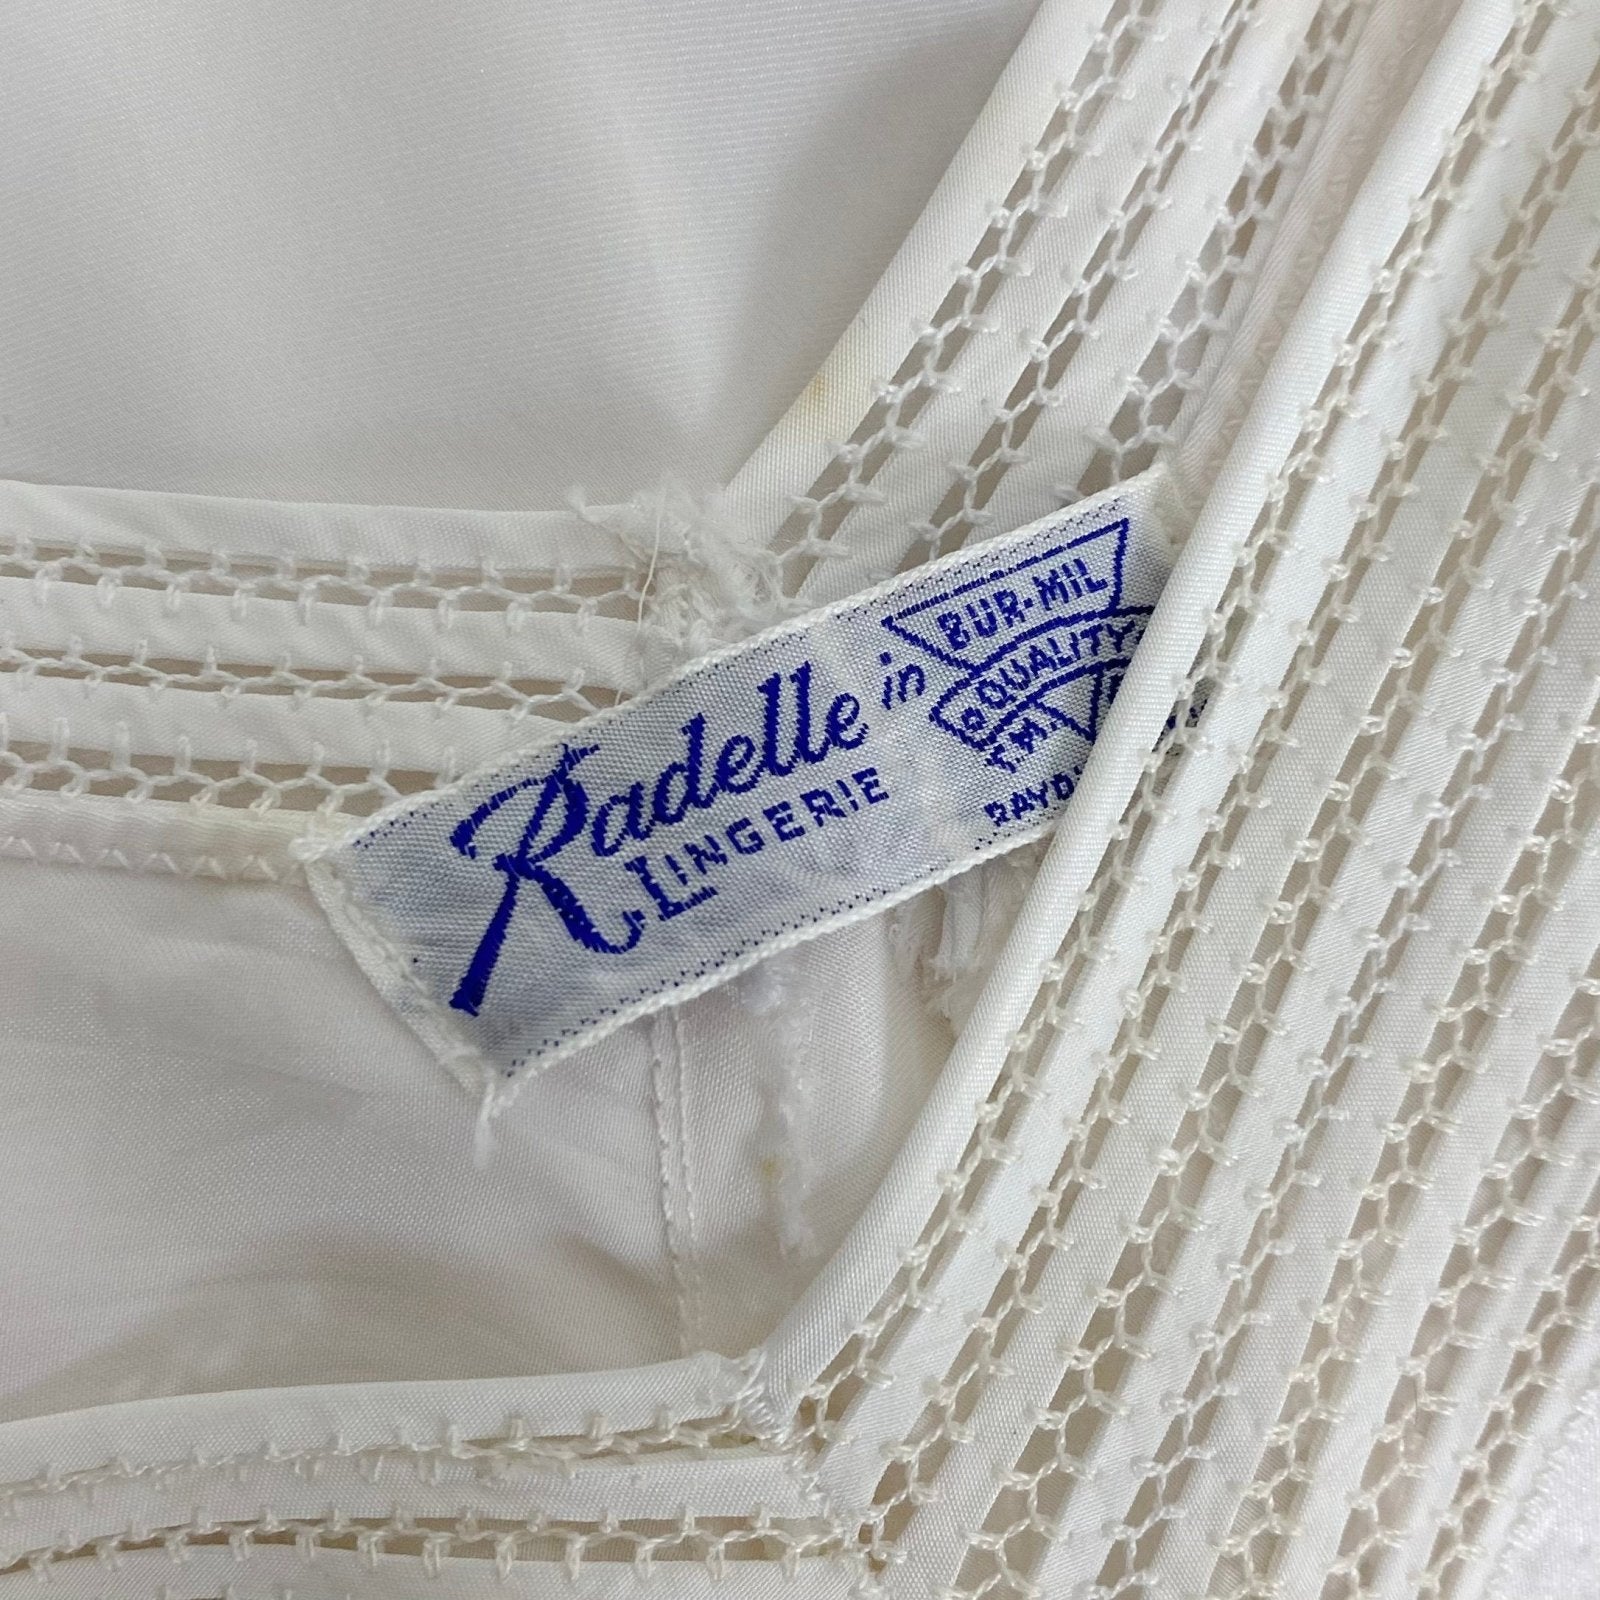 Radelle in
LINGERIE
BUR-MIL
QUALITY
T.M.